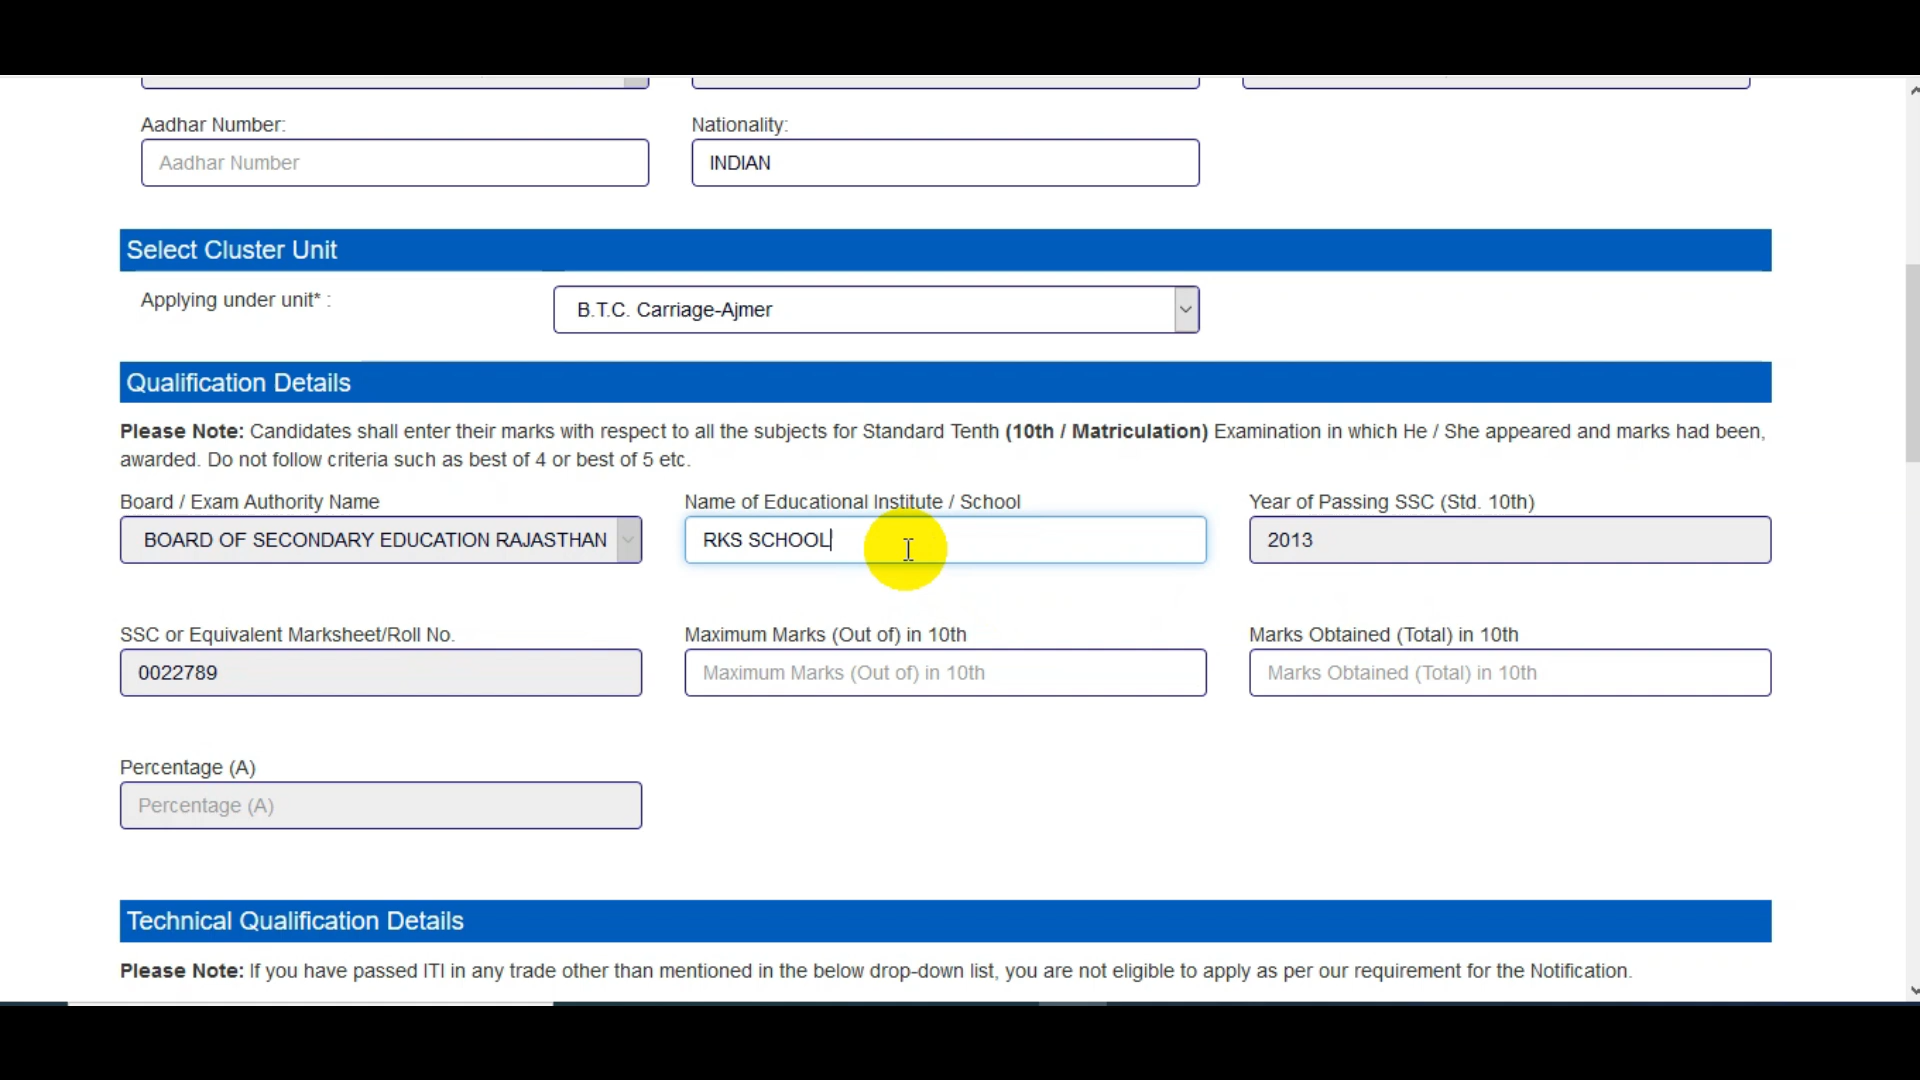 Aadhar Number:
Nationality:
Aadhar Number
INDIAN
Select Cluster Unit
Applying under unit* :
B.T.C. Carriage-Ajmer
Qualification Details
Please Note: Candidates shall enter their marks with respect to all the subjects for Standard Tenth (10th / Matriculation) Examination in which He / She appeared and marks had been,
awarded. Do not follow criteria such as best of 4 or best of 5 etc.
Board / Exam Authority Name
Name of Educational Institute / School
Year of Passing SSC (Std. 10th)
BOARD OF SECONDARY EDUCATION RAJASTHAN
RKS SCHOOL
2013
SSC or Equivalent Marksheet/Roll No.
Maximum Marks (Out of) in 10th
Marks Obtained (Total) in 10th
0022789
Maximum Marks (Out of) in 10th
Marks Obtained (Total) in 10th
Percentage (A)
Percentage (A)
Technical Qualification Details
Please Note: If you have passed ITI in any trade other than mentioned in the below drop-down list, you are not eligible to apply as per our requirement for the Notification.